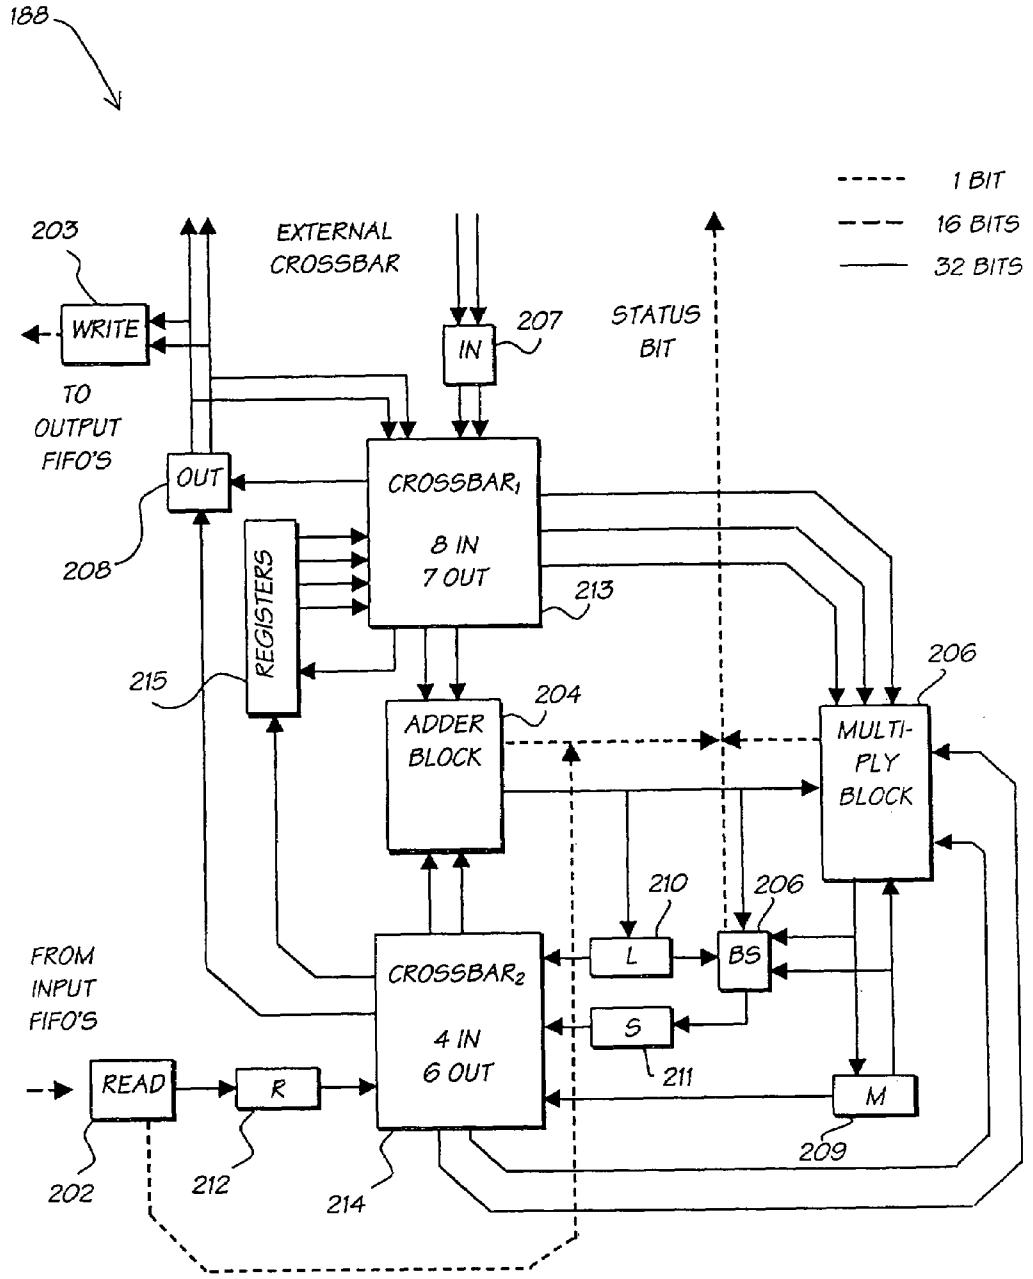 188
1 BIT
16 BITS
32 BITS
203
EXTERNAL
CROSSBAR
WRITE
207
IN
STATUS
BIT
TO
OUTPUT
FIFO'S
OUT
208
CROSSBAR1
8 IN
7 OUT
213
REGISTERS
215
204
ADDER
BLOCK
206
MULTI-
PLY
BLOCK
210
206
L
BS
FROM
INPUT
FIFO'S
CROSSBAR2
4 IN
6 OUT
S
211
READ
R
M
209
202
212
214